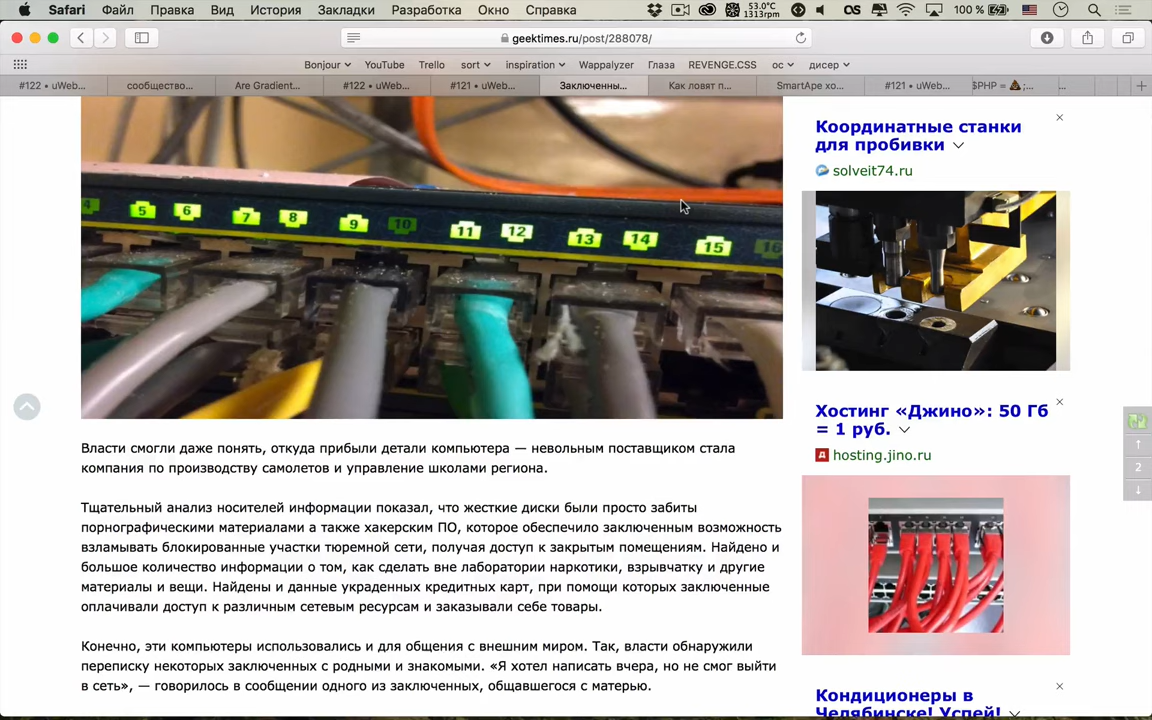 Safari Файл Правка Вид История Закладки Разработка Окно Справка 53.0°C 1313rpm OS 100 %
geektimes.ru/post/288078/
Bonjour YouTube Trello sort inspiration Wappalyzer Глаза REVENGE.CSS ос дисер
#122 • uWeb... сообщество... Are Gradient... #122 • uWeb... #121 • uWeb... Заключенны... Как ловят п... SmartApe хо... #121 • uWeb... $PHP = ;... ...
4 5 6 7 8 9 10 11 12 13 14 15 16
Власти смогли даже понять, откуда прибыли детали компьютера — невольным поставщиком стала
компания по производству самолетов и управление школами региона.
Тщательный анализ носителей информации показал, что жесткие диски были просто забиты
порнографическими материалами а также хакерским ПО, которое обеспечило заключенным возможность
взламывать блокированные участки тюремной сети, получая доступ к закрытым помещениям. Найдено и
большое количество информации о том, как сделать вне лаборатории наркотики, взрывчатку и другие
материалы и вещи. Найдены и данные украденных кредитных карт, при помощи которых заключенные
оплачивали доступ к различным сетевым ресурсам и заказывали себе товары.
Конечно, эти компьютеры использовались и для общения с внешним миром. Так, власти обнаружили
переписку некоторых заключенных с родными и знакомыми. «Я хотел написать вчера, но не смог выйти
в сеть», — говорилось в сообщении одного из заключенных, общавшегося с матерью.
Координатные станки
для пробивки
solveit74.ru
Хостинг «Джино»: 50 Гб
= 1 руб.
hosting.jino.ru
Кондиционеры в
Челябинске! Успей!
2